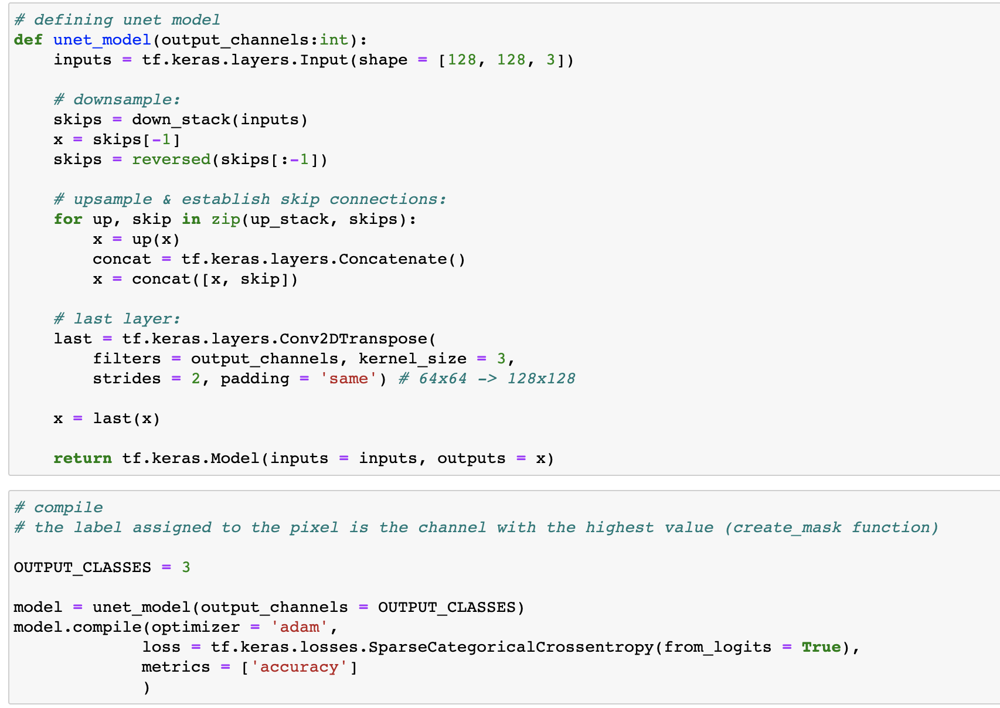 # defining unet model
def unet_model(output_channels:int):
    inputs = tf.keras.layers.Input(shape = [128, 128, 3])

    # downsample:
    skips = down_stack(inputs)
    x = skips[-1]
    skips = reversed(skips[:-1])

    # upsample & establish skip connections:
    for up, skip in zip(up_stack, skips):
        x = up(x)
        concat = tf.keras.layers.Concatenate()
        x = concat([x, skip])

    # last layer:
    last = tf.keras.layers.Conv2DTranspose(
        filters = output_channels, kernel_size = 3,
        strides = 2, padding = 'same') # 64x64 -> 128x128

    x = last(x)

    return tf.keras.Model(inputs = inputs, outputs = x)

# compile
# the label assigned to the pixel is the channel with the highest value (create_mask function)

OUTPUT_CLASSES = 3

model = unet_model(output_channels = OUTPUT_CLASSES)
model.compile(optimizer = 'adam',
             loss = tf.keras.losses.SparseCategoricalCrossentropy(from_logits = True),
             metrics = ['accuracy']
             )